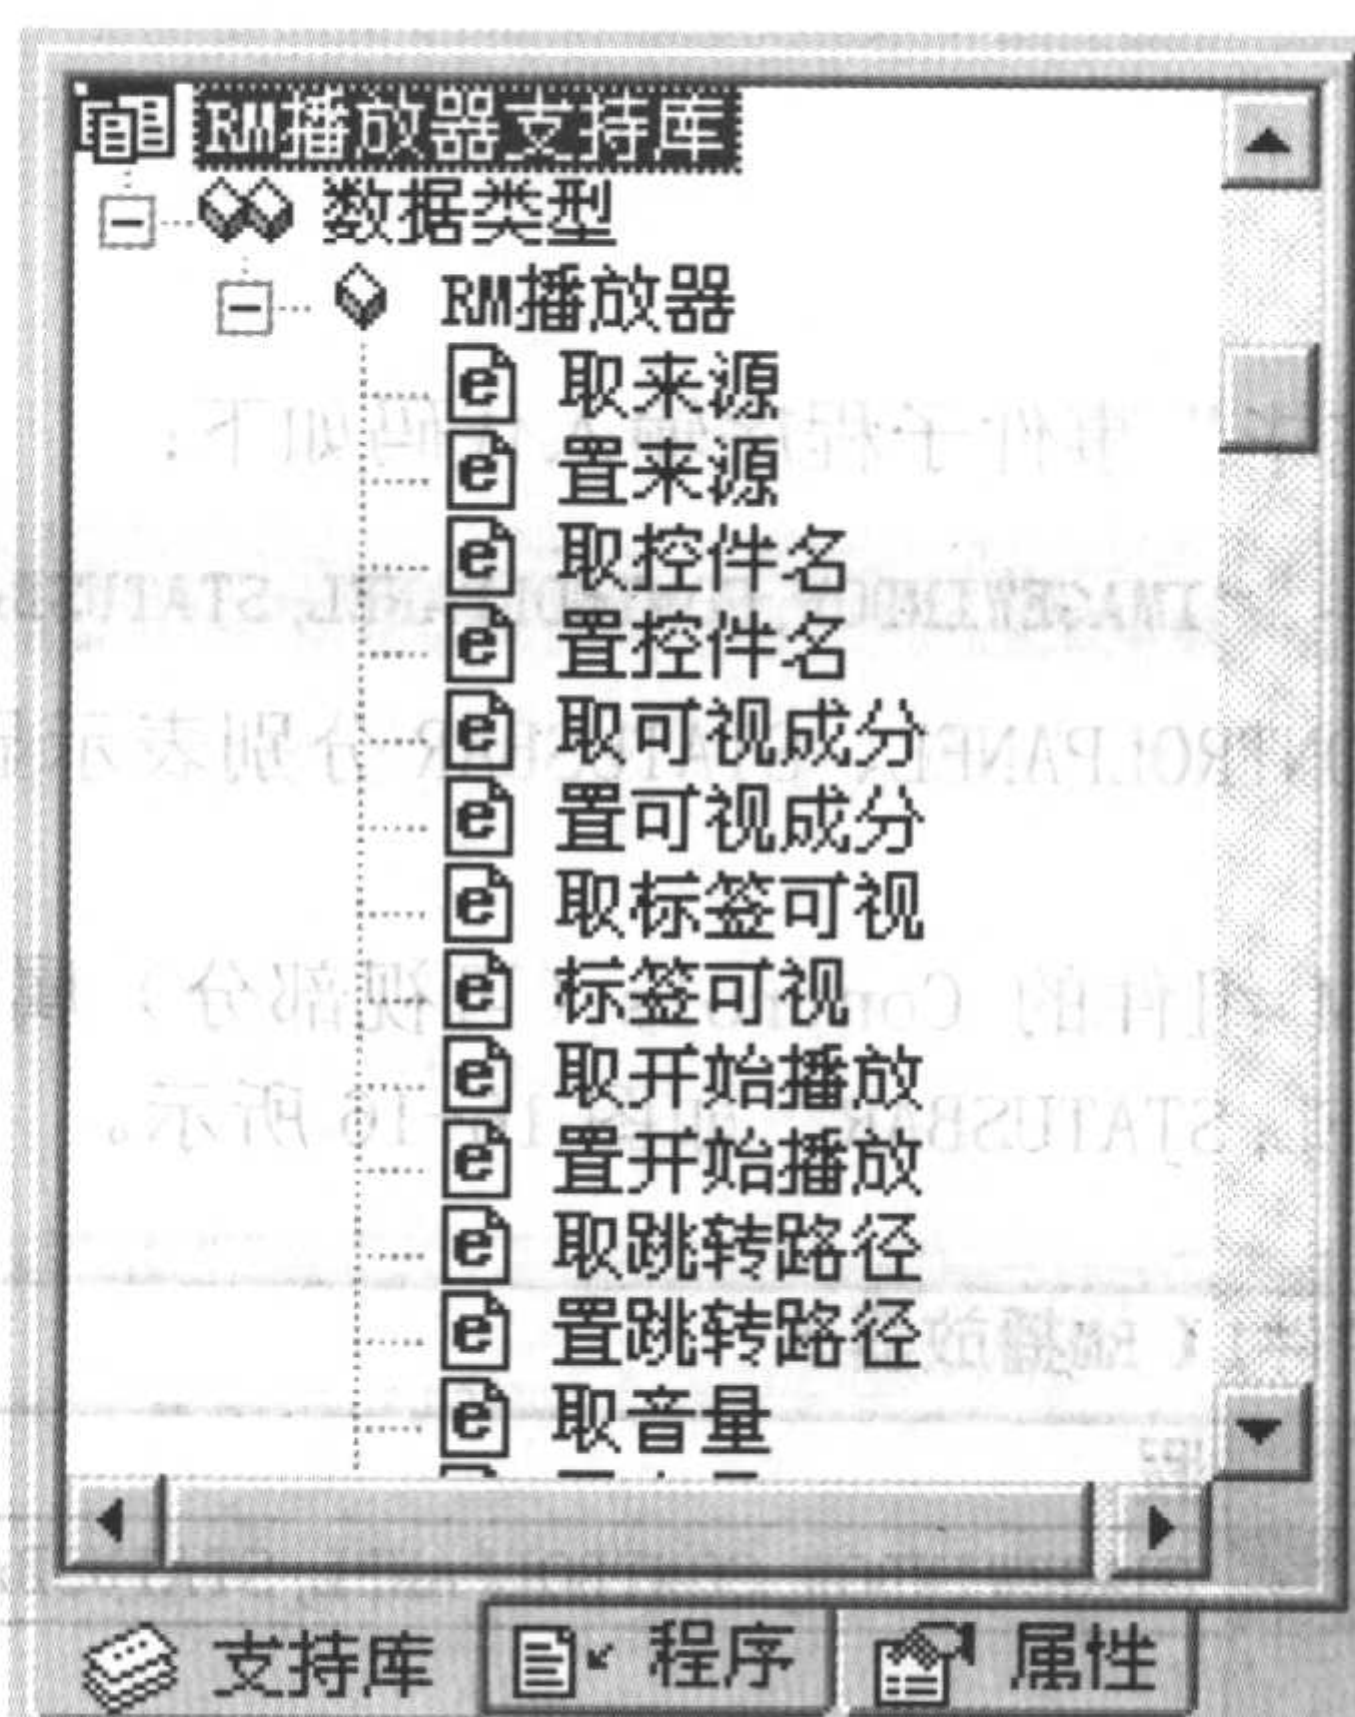 RM播放器支持库
数据类型
RM播放器
取来源
置来源
取控件名
置控件名
取可视成分
置可视成分
取标签可视
标签可视
取开始播放
置开始播放
取跳转路径
置跳转路径
取音量
支持库 程序 属性